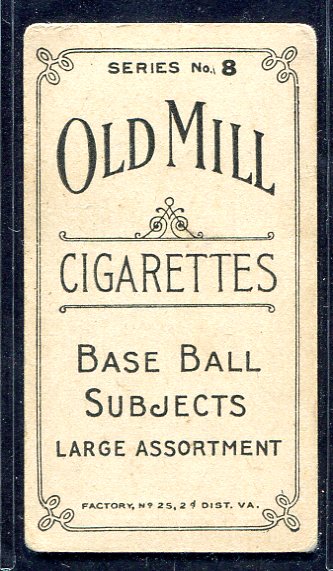 SERIES No. 8
OLD MILL
CIGARETTES
BASE BALL
SUBJECTS
LARGE ASSORTMENT
FACTORY, Nº 25, 2d DIST. VA.